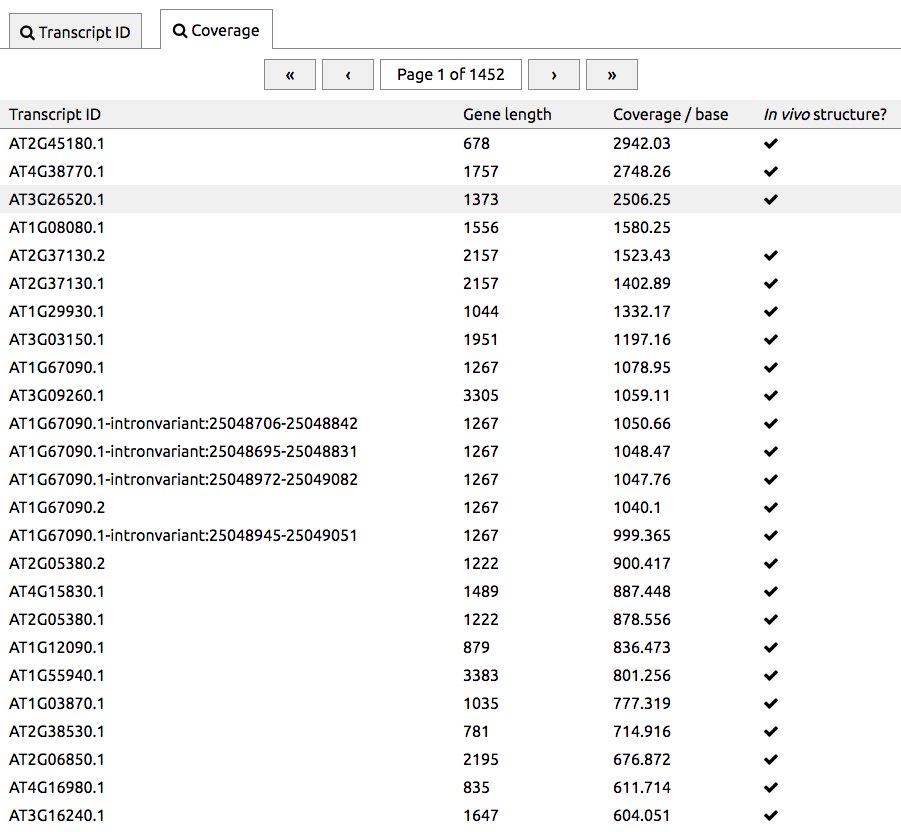 Transcript ID Coverage
« ‹ Page 1 of 1452 › »
Transcript ID Gene length Coverage / base In vivo structure?
AT2G45180.1 678 2942.03 ✔
AT4G38770.1 1757 2748.26 ✔
AT3G26520.1 1373 2506.25 ✔
AT1G08080.1 1556 1580.25
AT2G37130.2 2157 1523.43 ✔
AT2G37130.1 2157 1402.89 ✔
AT1G29930.1 1044 1332.17 ✔
AT3G03150.1 1951 1197.16 ✔
AT1G67090.1 1267 1078.95 ✔
AT3G09260.1 3305 1059.11 ✔
AT1G67090.1-intronvariant:25048706-25048842 1267 1050.66 ✔
AT1G67090.1-intronvariant:25048695-25048831 1267 1048.47 ✔
AT1G67090.1-intronvariant:25048972-25049082 1267 1047.76 ✔
AT1G67090.2 1267 1040.1 ✔
AT1G67090.1-intronvariant:25048945-25049051 1267 999.365 ✔
AT2G05380.2 1222 900.417 ✔
AT4G15830.1 1489 887.448 ✔
AT2G05380.1 1222 878.556 ✔
AT1G12090.1 879 836.473 ✔
AT1G55940.1 3383 801.256 ✔
AT1G03870.1 1035 777.319 ✔
AT2G38530.1 781 714.916 ✔
AT2G06850.1 2195 676.872 ✔
AT4G16980.1 835 611.714 ✔
AT3G16240.1 1647 604.051 ✔